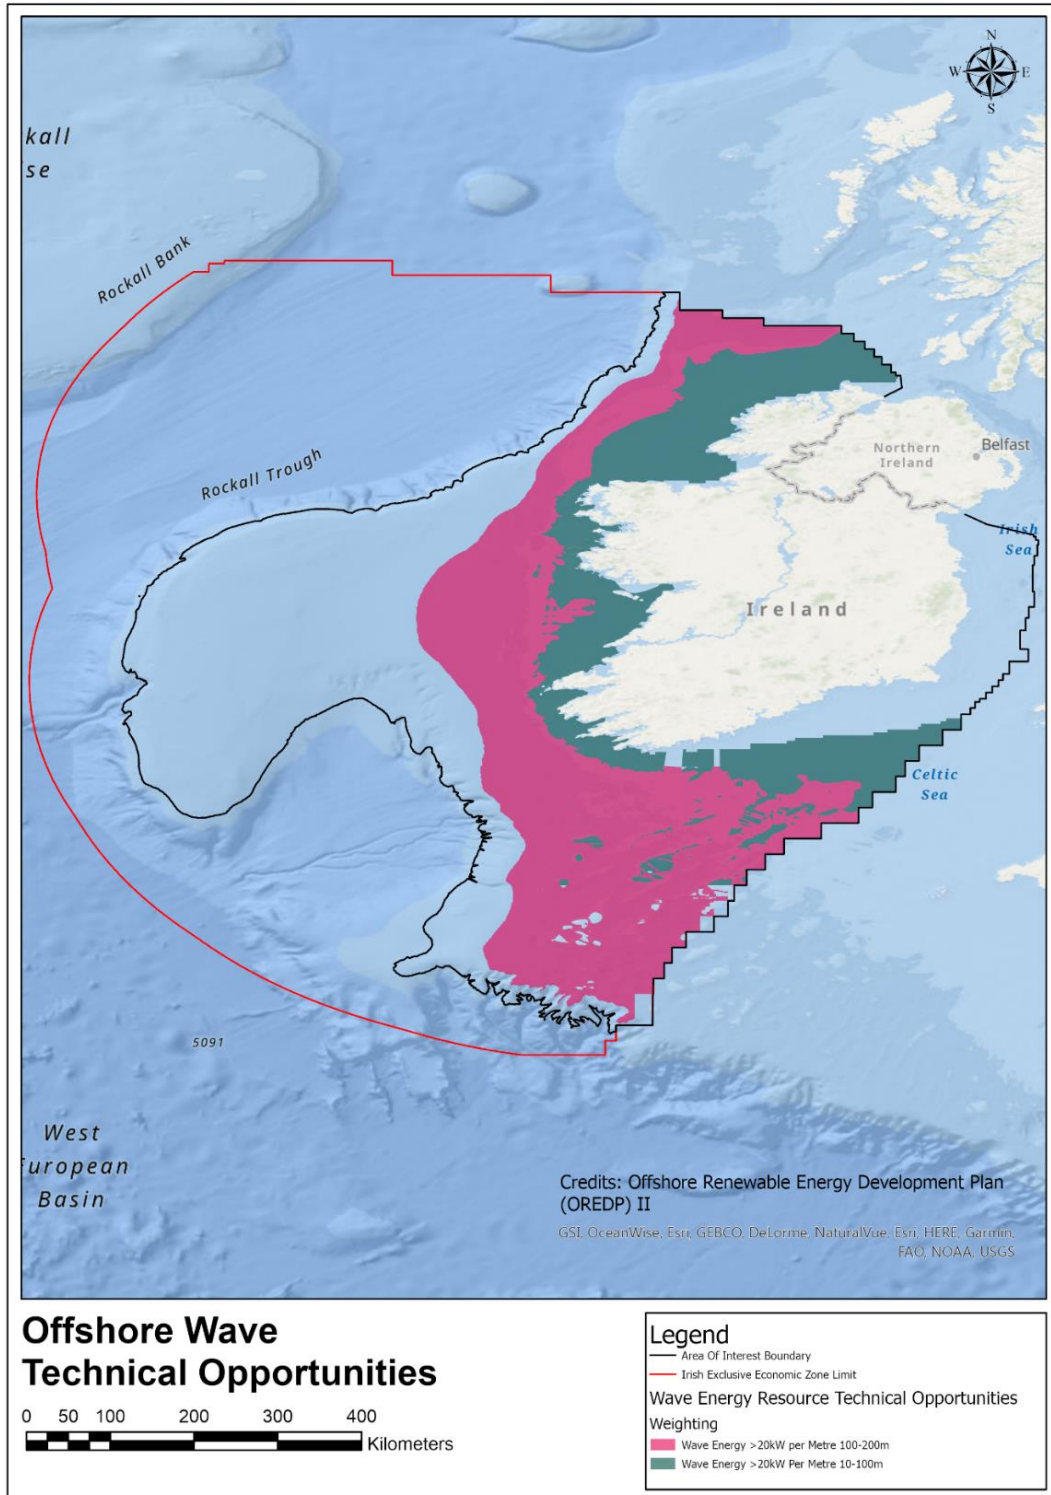 N
W E
S
kall
se
Rockall Bank
Rockall Trough
Northern
Ireland
Belfast
Irish
Sea
Ireland
Celtic
Sea
5091
West
European
Basin
Credits: Offshore Renewable Energy Development Plan
(OREDP) II
GSI, OceanWise, Esri, GEBCO, DeLorme, NaturalVue, Esri, HERE, Garmin,
FAO, NOAA, USGS
Offshore Wave
Technical Opportunities
0 50 100 200 300 400
Kilometers
Legend
Area Of Interest Boundary
Irish Exclusive Economic Zone Limit
Wave Energy Resource Technical Opportunities
Weighting
Wave Energy >20kW per Metre 100-200m
Wave Energy >20kW Per Metre 10-100m